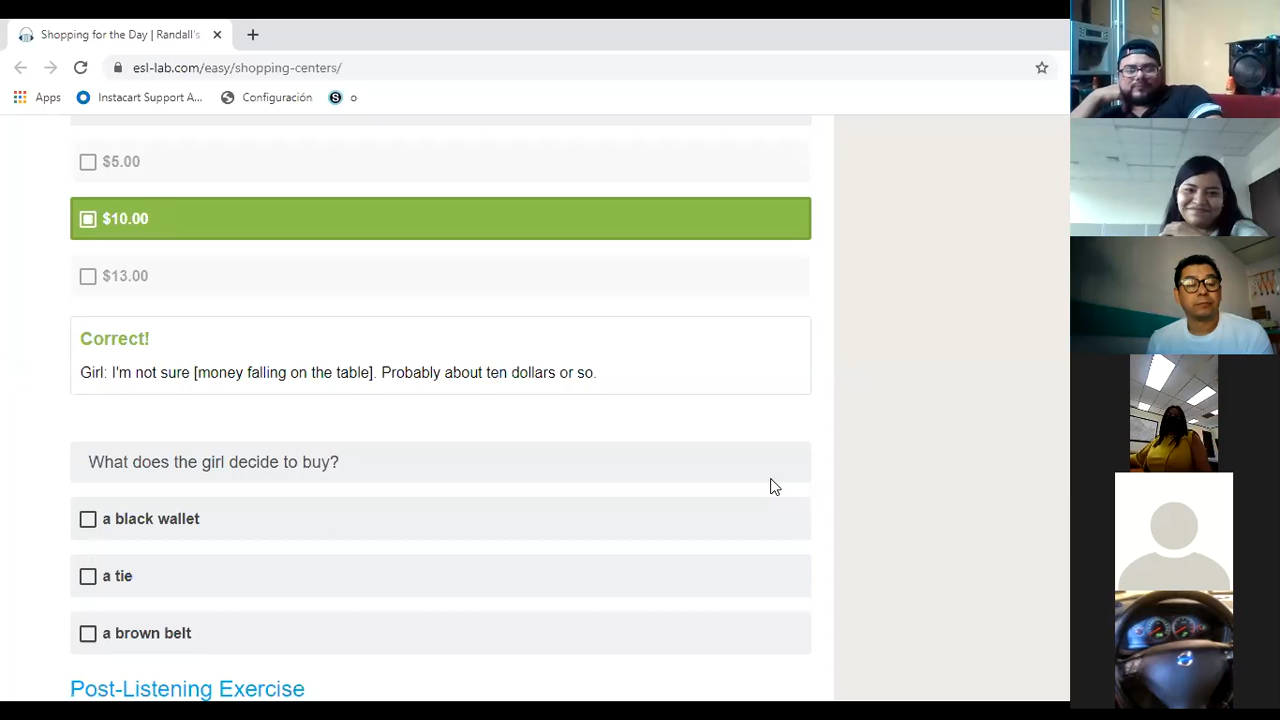 Shopping for the Day | Randall's
esl-lab.com/easy/shopping-centers/
Apps
Instacart Support A...
Configuración
S
o
$5.00
$10.00
$13.00
Correct!
Girl: I'm not sure [money falling on the table]. Probably about ten dollars or so.
What does the girl decide to buy?
a black wallet
a tie
a brown belt
Post-Listening Exercise